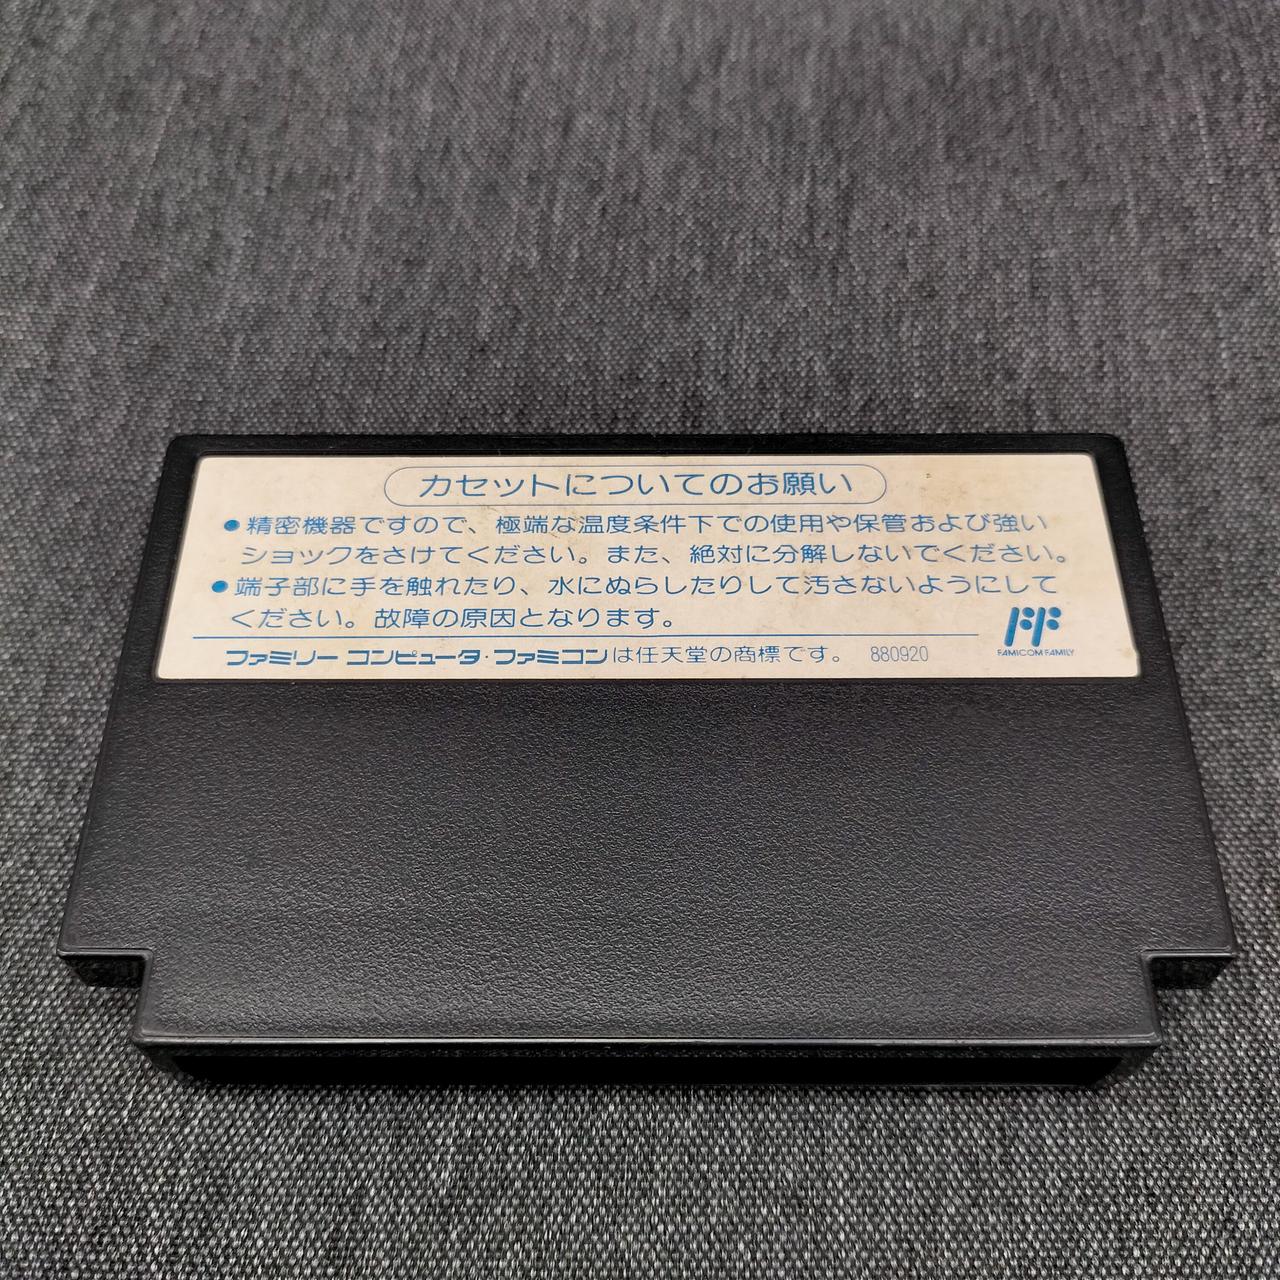 カセットについてのお願い
●精密機器ですので、極端な温度条件下での使用や保管および強い
ショックをさけてください。また、絶対に分解しないでください。
●端子部に手を触れたり、水にぬらしたりして汚さないようにして
ください。故障の原因となります。
FAMICOM FAMILY
ファミリー コンピュータ・ファミコンは任天堂の商標です。 880920